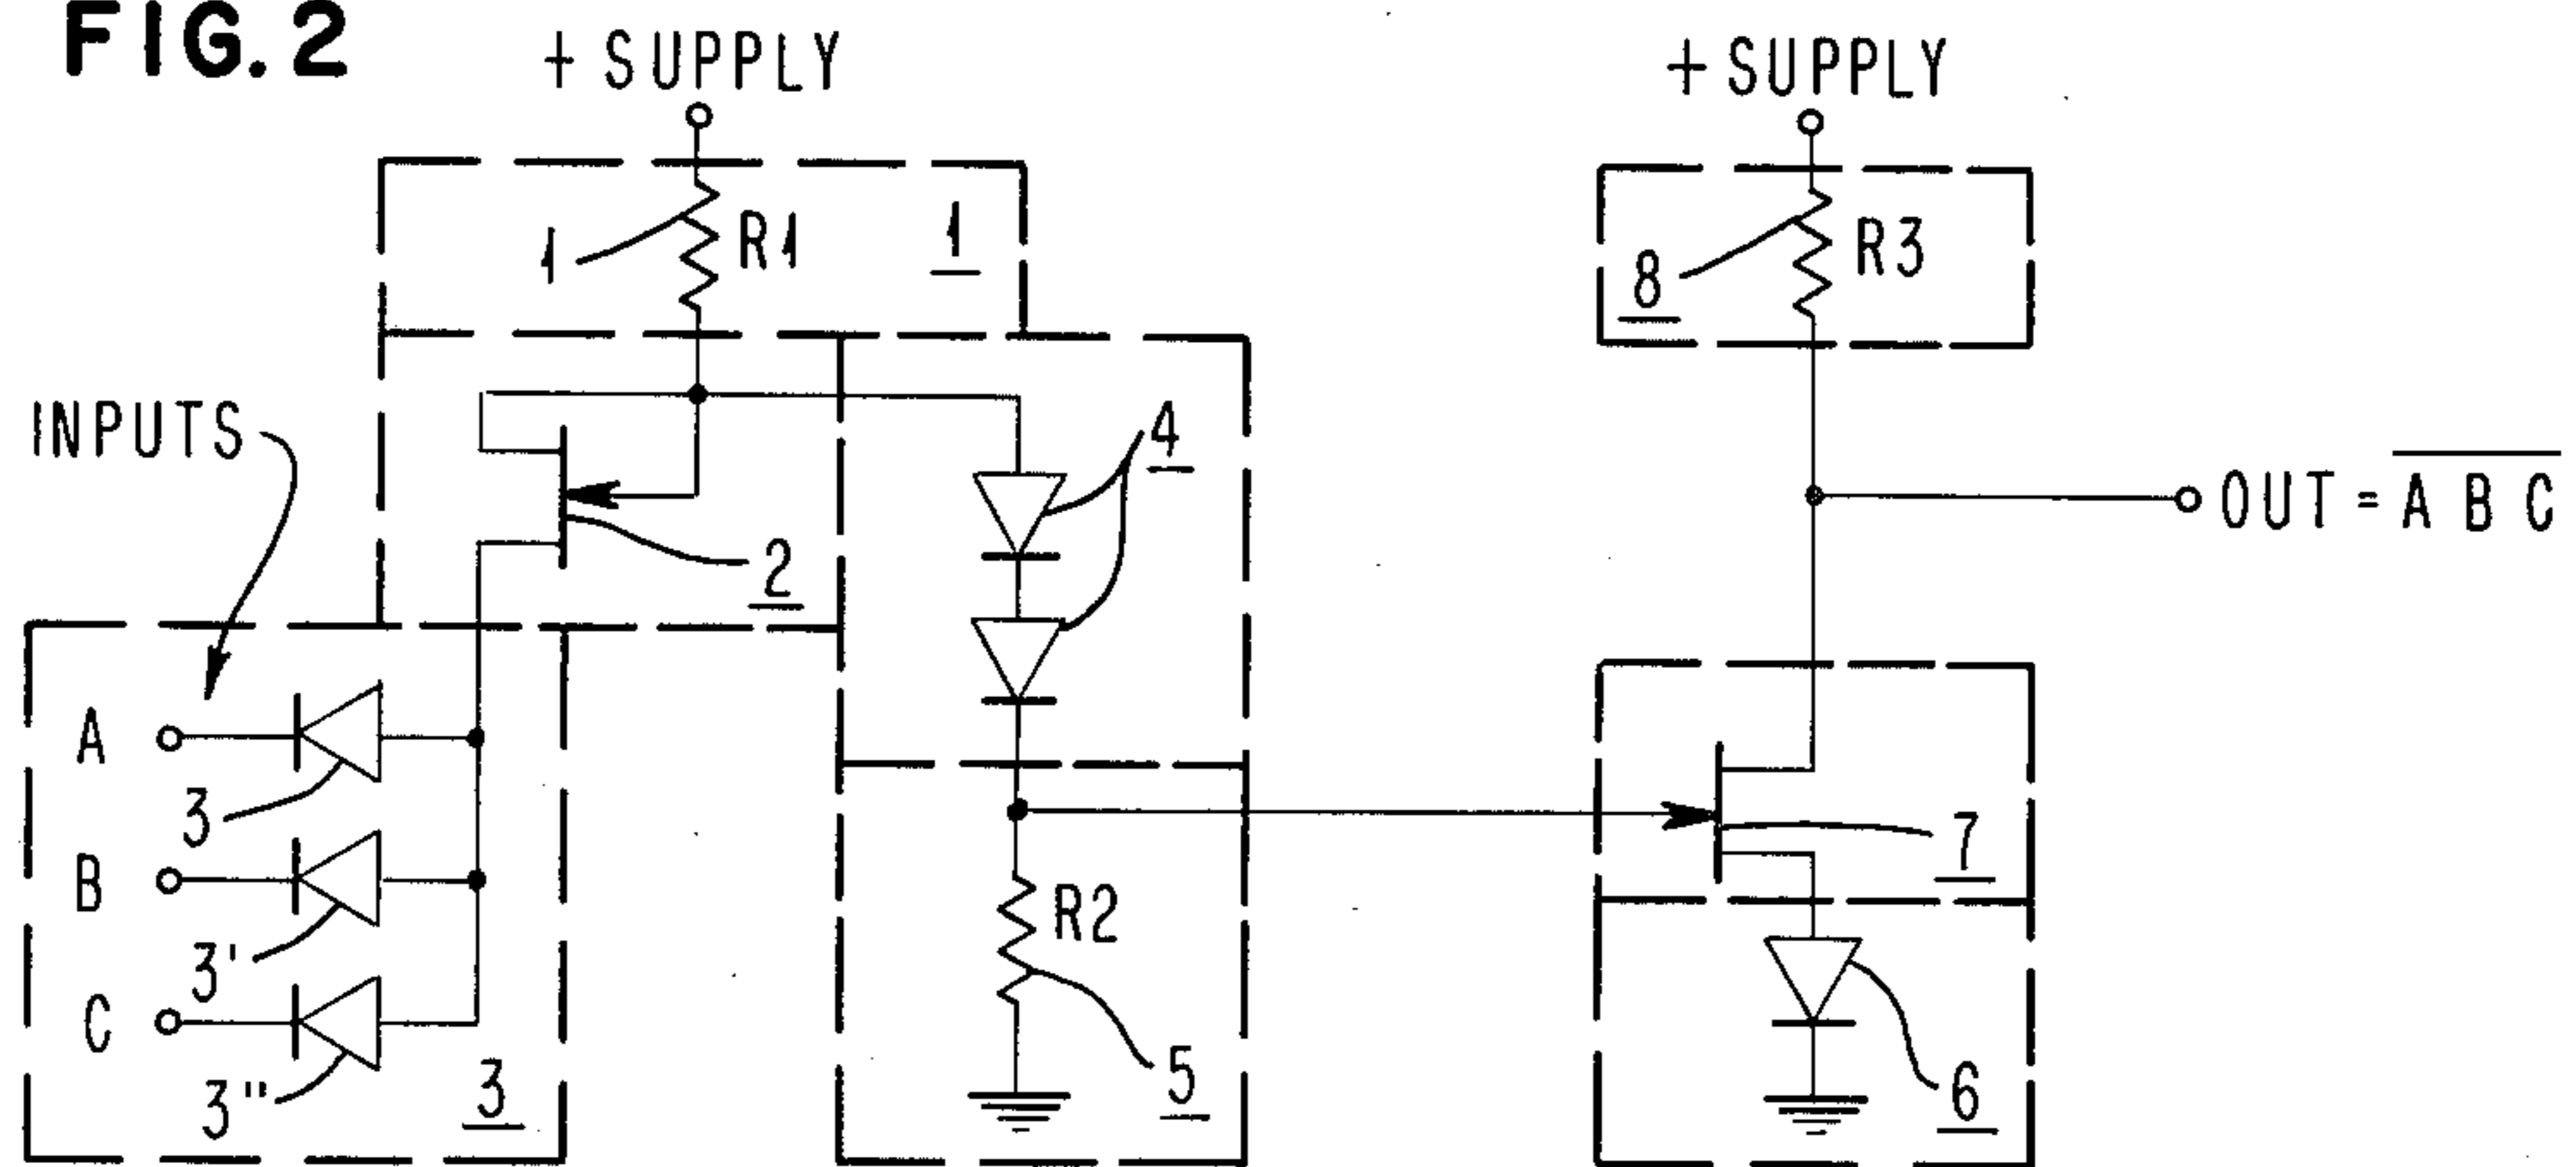 FIG. 2
+ SUPPLY
+ SUPPLY
1
R1
1
8
R3
INPUTS
4
OUT = A̅ B̅ C̅
2
A
3
7
B
R2
3'
C
3"
3
5
6